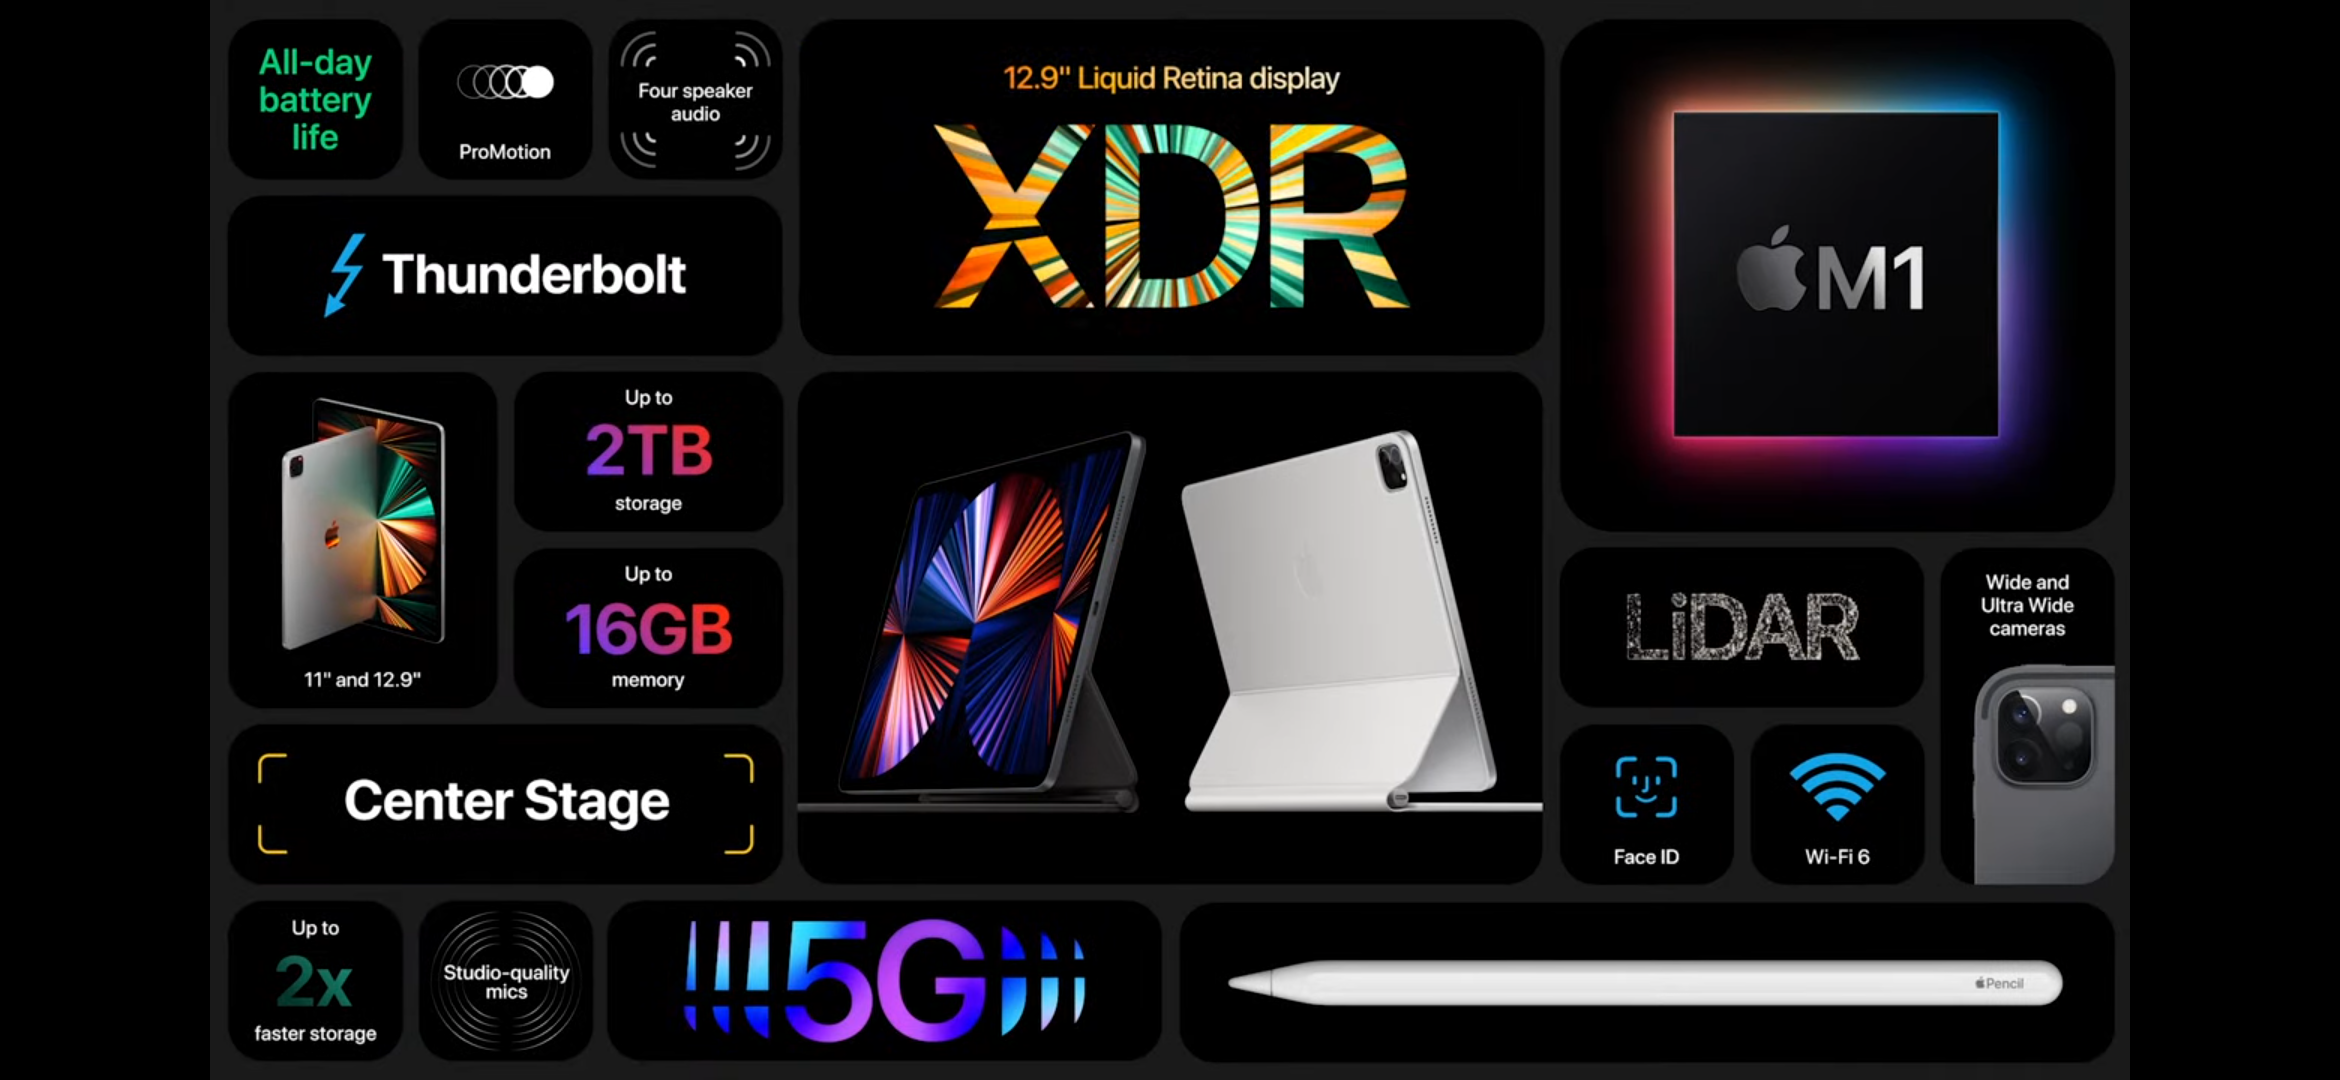 All-day
battery
life
ProMotion
Four speaker
audio
12.9" Liquid Retina display
XDR
M1
Thunderbolt
11" and 12.9"
Up to
2TB
storage
Up to
16GB
memory
LiDAR
Wide and
Ultra Wide
cameras
Center Stage
Face ID
Wi-Fi 6
Up to
2x
faster storage
Studio-quality
mics
5G
Pencil